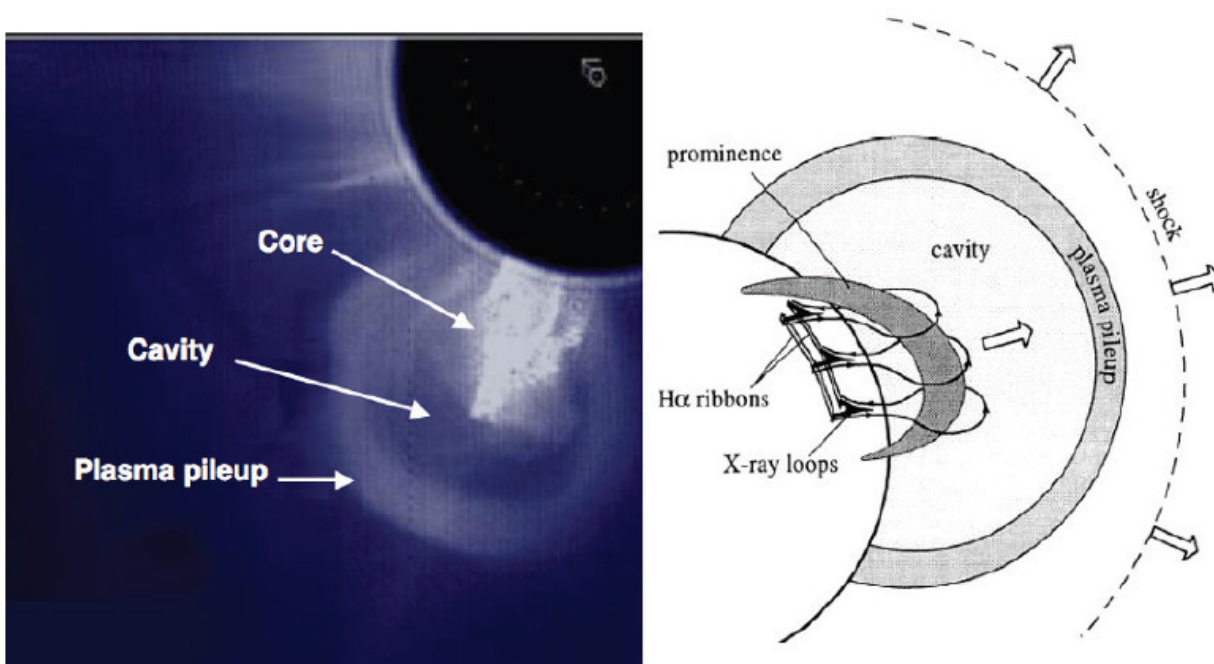 Core
Cavity
Plasma pileup
prominence
shock
cavity
plasma pileup
Hα ribbons
X-ray loops